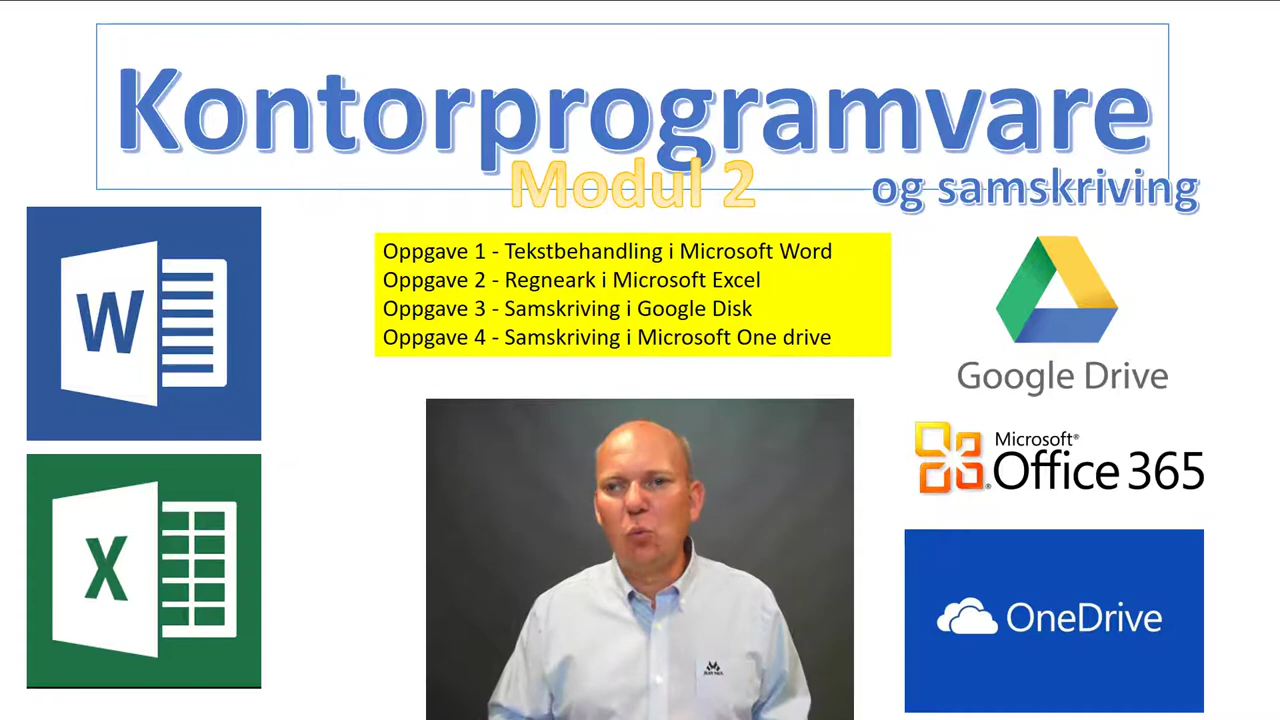 Kontorprogramvare
Modul 2
og samskriving
W
Oppgave 1 - Tekstbehandling i Microsoft Word
Oppgave 2 - Regneark i Microsoft Excel
Oppgave 3 - Samskriving i Google Disk
Oppgave 4 - Samskriving i Microsoft One drive
Google Drive
Microsoft®
Office 365
X
OneDrive